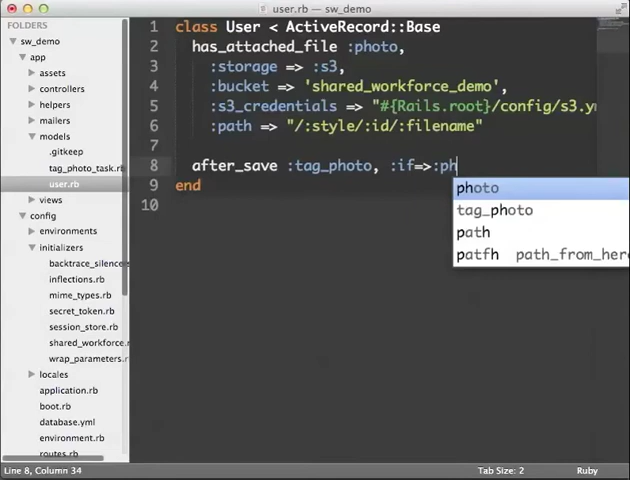 user.rb — sw_demo
FOLDERS
sw_demo
app
assets
controllers
helpers
mailers
models
.gitkeep
tag_photo_task.rb
user.rb
views
config
environments
initializers
backtrace_silence
inflections.rb
mime_types.rb
secret_token.rb
session_store.rb
shared_workforce.
wrap_parameters.r
locales
application.rb
boot.rb
database.yml
environment.rb
routes.rb
1 class User < ActiveRecord::Base
2 has_attached_file :photo,
3 :storage => :s3,
4 :bucket => 'shared_workforce_demo',
5 :s3_credentials => "#{Rails.root}/config/s3.ym
6 :path => "/:style/:id/:filename"
7
8 after_save :tag_photo, :if=>:ph
9 end
10
photo
tag_photo
path
patfh path_from_here
Line 8, Column 34
Tab Size: 2
Ruby